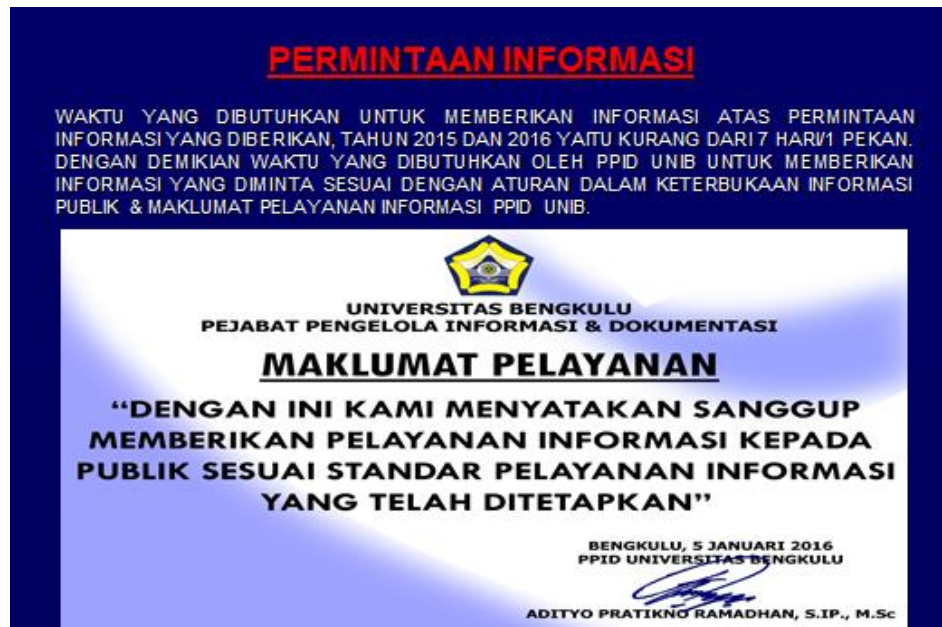 PERMINTAAN INFORMASI
WAKTU YANG DIBUTUHKAN UNTUK MEMBERIKAN INFORMASI ATAS PERMINTAAN
INFORMASI YANG DIBERIKAN, TAHUN 2015 DAN 2016 YAITU KURANG DARI 7 HARI/1 PEKAN.
DENGAN DEMIKIAN WAKTU YANG DIBUTUHKAN OLEH PPID UNIB UNTUK MEMBERIKAN
INFORMASI YANG DIMINTA SESUAI DENGAN ATURAN DALAM KETERBUKAAN INFORMASI
PUBLIK & MAKLUMAT PELAYANAN INFORMASI PPID UNIB.
UNIVERSITAS BENGKULU
PEJABAT PENGELOLA INFORMASI & DOKUMENTASI
MAKLUMAT PELAYANAN
“DENGAN INI KAMI MENYATAKAN SANGGUP
MEMBERIKAN PELAYANAN INFORMASI KEPADA
PUBLIK SESUAI STANDAR PELAYANAN INFORMASI
YANG TELAH DITETAPKAN”
BENGKULU, 5 JANUARI 2016
PPID UNIVERSITAS BENGKULU
ADITYO PRATIKNO RAMADHAN, S.IP., M.Sc